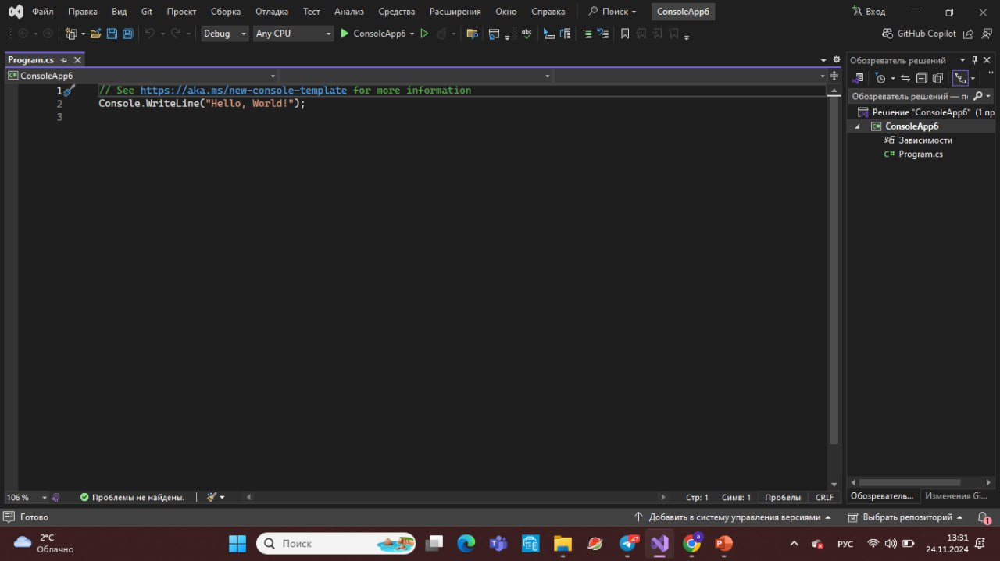 Файл Правка Вид Git Проект Сборка Отладка Тест Анализ Средства Расширения Окно Справка Поиск ConsoleApp6 Вход
Debug Any CPU ConsoleApp6 GitHub Copilot
Program.cs
Обозреватель решений
ConsoleApp6
1 // See https://aka.ms/new-console-template for more information
2 Console.WriteLine("Hello, World!");
3
Обозреватель решений —
Решение "ConsoleApp6" (1 пр
ConsoleApp6
Зависимости
C# Program.cs
106 % Проблемы не найдены. Стр: 1 Симв: 1 Пробелы CRLF
Обозреватель... Изменения Gi...
Готово Добавить в систему управления версиями Выбрать репозиторий 1
-2°C
Облачно
Поиск
47
a
РУС
13:31
24.11.2024